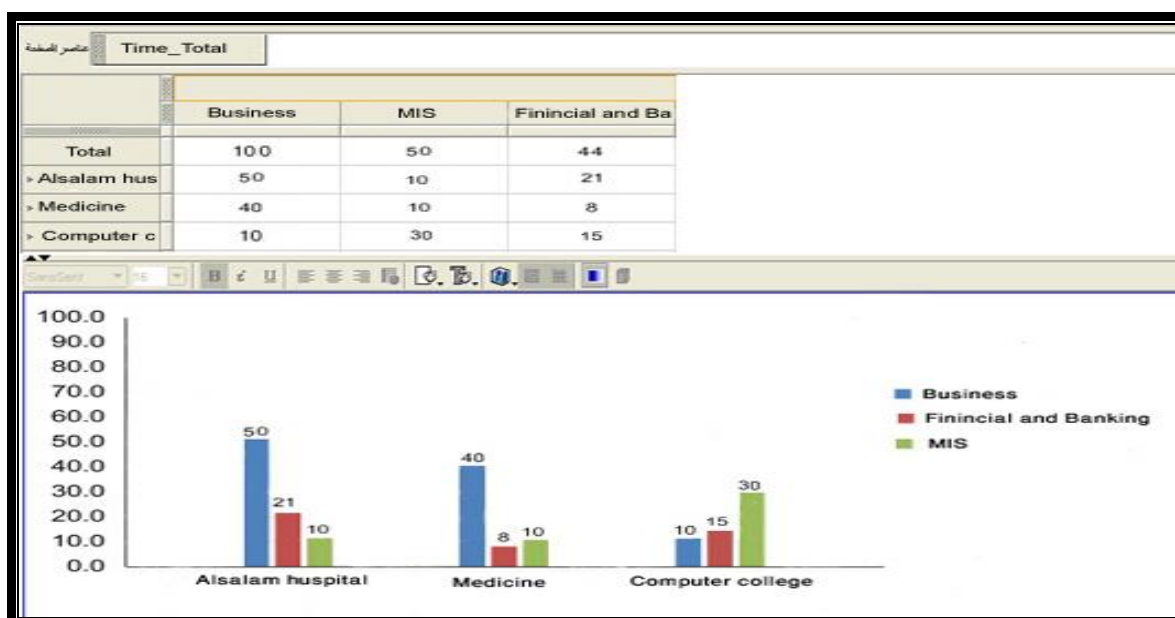 عناصر الصفحة Time_Total
Business MIS Finincial and Ba
Total 100 50 44
Alsalam hus 50 10 21
Medicine 40 10 8
Computer c 10 30 15
SansSerif 16 B i U
100.0
90.0
80.0
70.0
60.0
50.0
40.0
30.0
20.0
10.0
0.0
50 21 10
40 8 10
10 15 30
Alsalam huspital Medicine Computer college
Business
Finincial and Banking
MIS